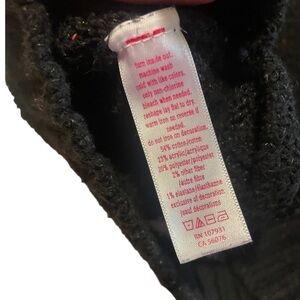 turn inside out.
machine wash
cold with like colors.
only non-chlorine
bleach when needed.
reshape lay flat to dry.
warm iron on reverse if
needed.
do not iron on decoration.
54% cotton/coton
23% acrylic/acrylique
20% polyester/polyester
2% other fiber
/autre fibre
1% elastane/élasthanne
exclusive of decoration
/sauf décorations
RN 107931
CA 56076